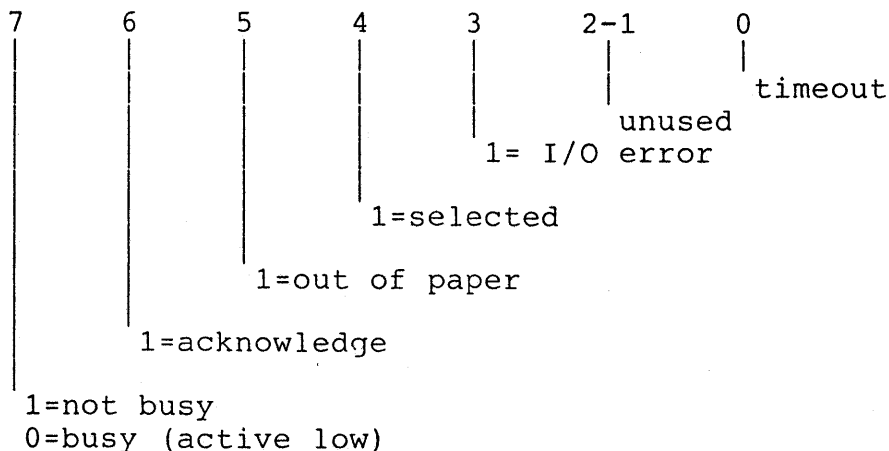 7 6 5 4 3 2-1 0
timeout
unused
1= I/O error
1=selected
1=out of paper
1=acknowledge
1=not busy
0=busy (active low)